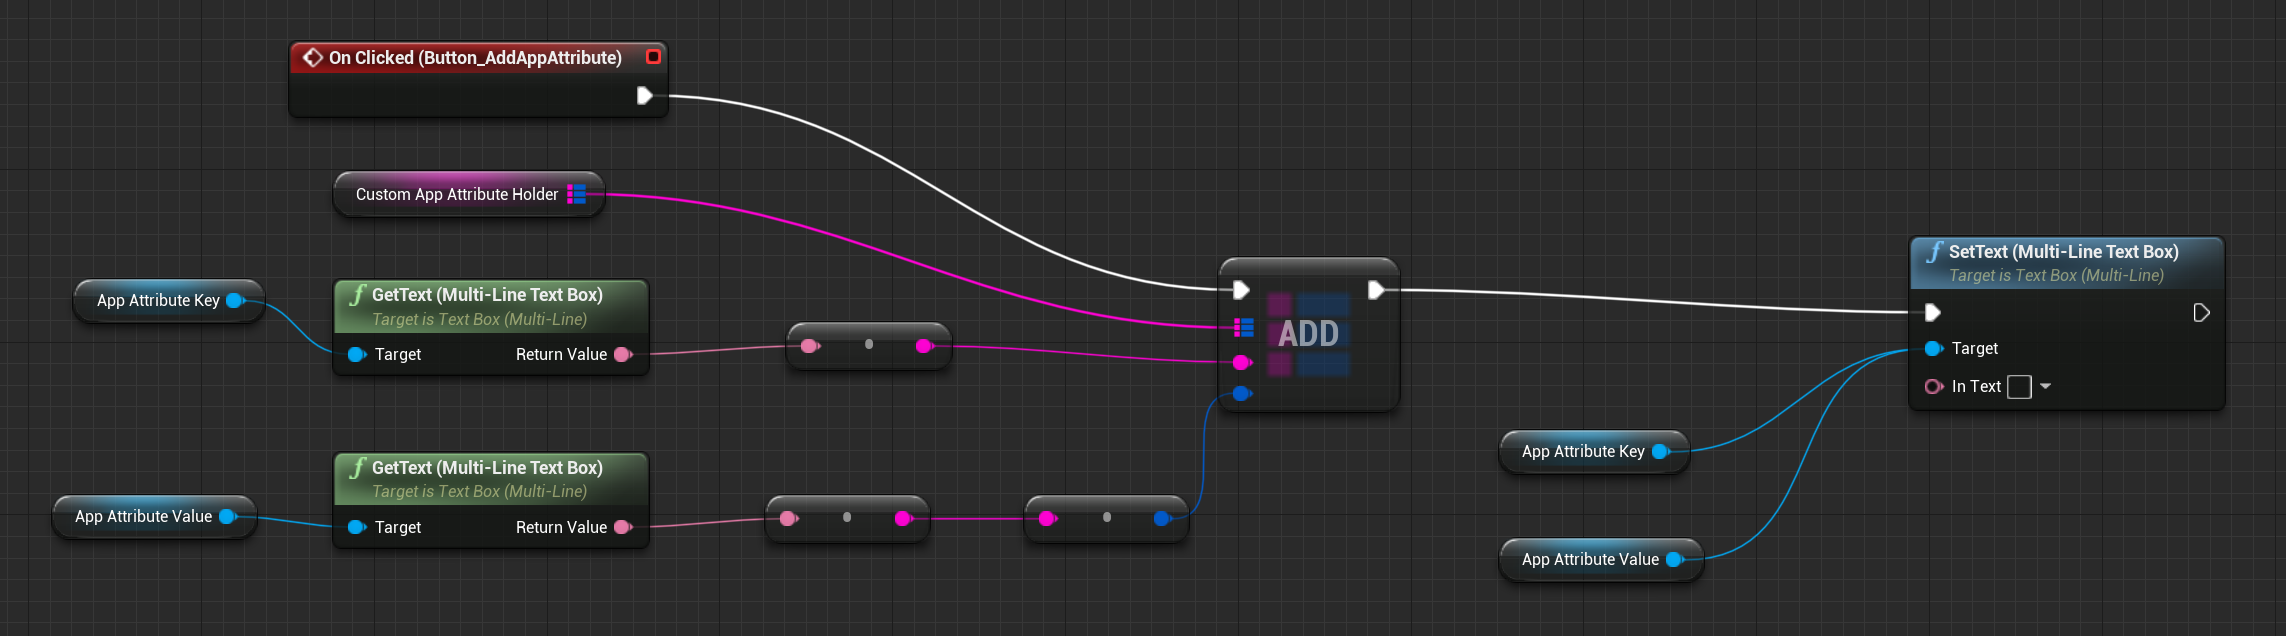 On Clicked (Button_AddAppAttribute)
Custom App Attribute Holder
App Attribute Key
f GetText (Multi-Line Text Box)
Target is Text Box (Multi-Line)
Target Return Value
App Attribute Value
f GetText (Multi-Line Text Box)
Target is Text Box (Multi-Line)
Target Return Value
ADD
f SetText (Multi-Line Text Box)
Target is Text Box (Multi-Line)
Target
In Text
App Attribute Key
App Attribute Value